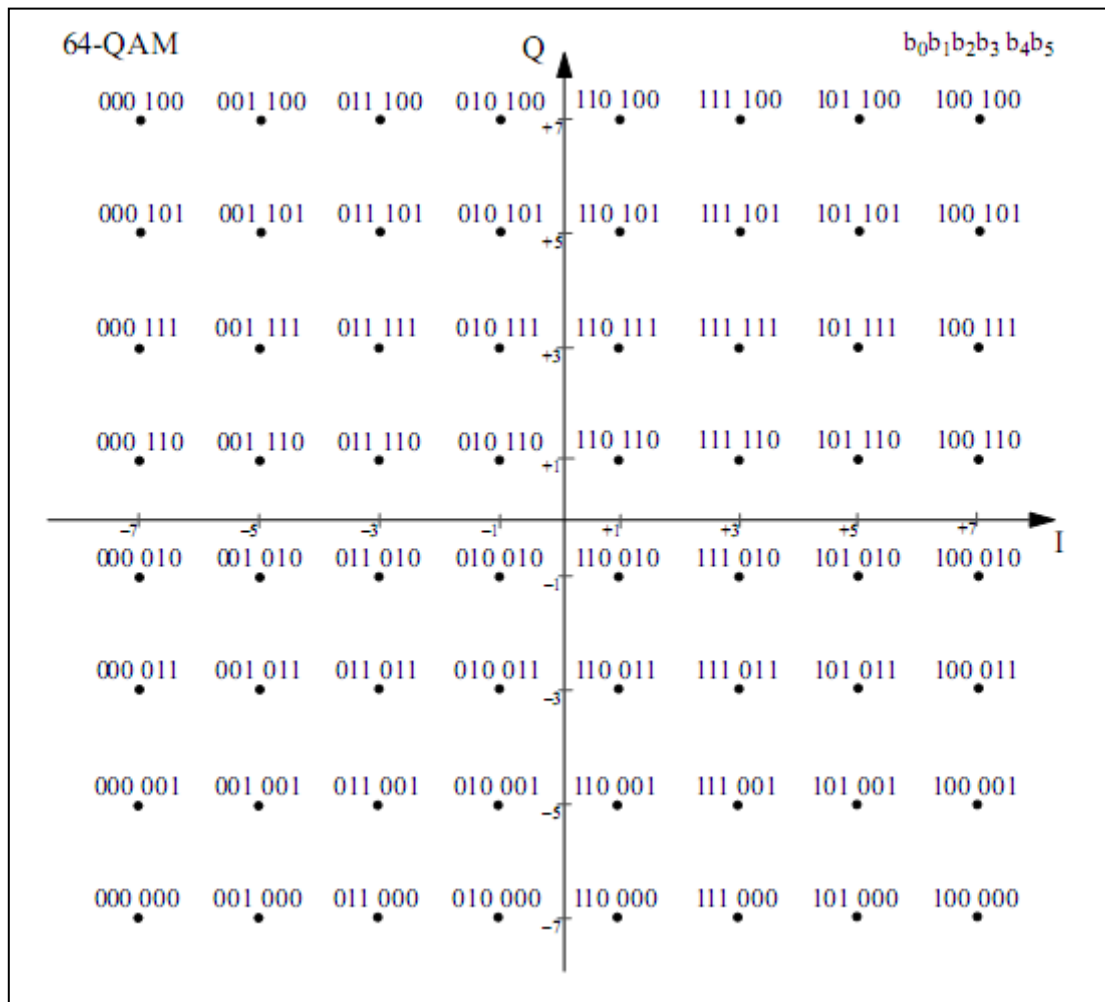 64-QAM Q b₀b₁b₂b₃ b₄b₅
000 100 001 100 011 100 010 100 110 100 111 100 101 100 100 100
+7
000 101 001 101 011 101 010 101 110 101 111 101 101 101 100 101
+5
000 111 001 111 011 111 010 111 110 111 111 111 101 111 100 111
+3
000 110 001 110 011 110 010 110 110 110 111 110 101 110 100 110
+1
−7 −5 −3 −1 +1 +3 +5 +7 I
000 010 001 010 011 010 010 010 110 010 111 010 101 010 100 010
−1
000 011 001 011 011 011 010 011 110 011 111 011 101 011 100 011
−3
000 001 001 001 011 001 010 001 110 001 111 001 101 001 100 001
−5
000 000 001 000 011 000 010 000 110 000 111 000 101 000 100 000
−7